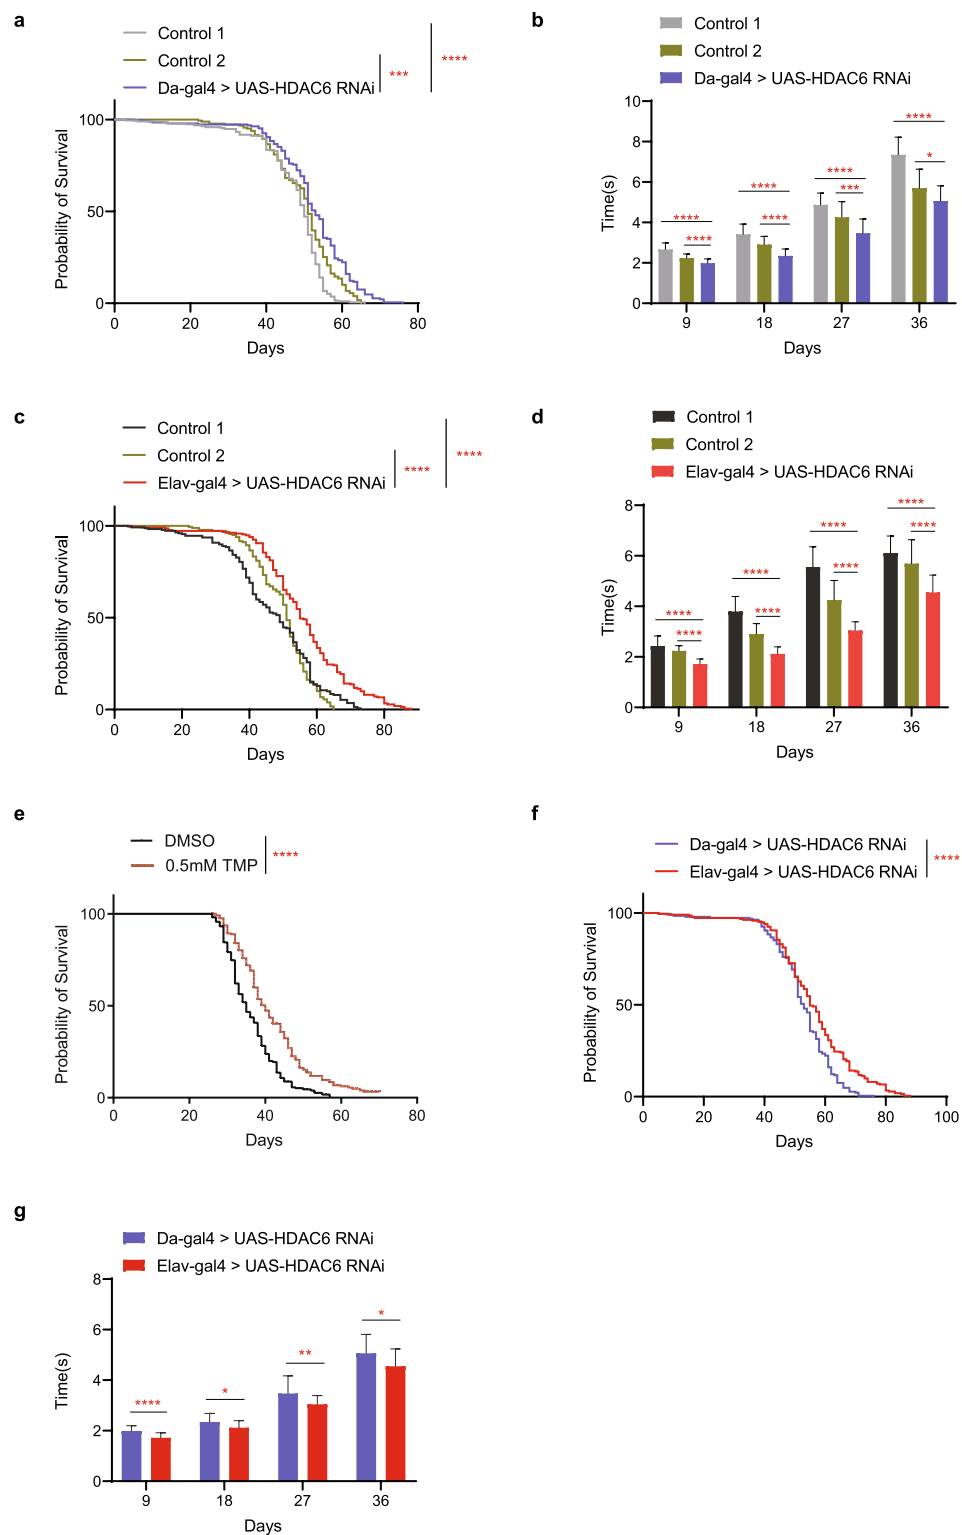 a
Control 1
Control 2
Da-gal4 > UAS-HDAC6 RNAi
***
****
Probability of Survival
100
50
0
0 20 40 60 80
Days
b
Control 1
Control 2
Da-gal4 > UAS-HDAC6 RNAi
Time(s)
10
8
6
4
2
0
**** **** **** ****
**** **** *** *
9 18 27 36
Days
c
Control 1
Control 2
Elav-gal4 > UAS-HDAC6 RNAi
****
****
Probability of Survival
100
50
0
0 20 40 60 80
Days
d
Control 1
Control 2
Elav-gal4 > UAS-HDAC6 RNAi
Time(s)
8
6
4
2
0
**** **** **** ****
**** **** **** ****
9 18 27 36
Days
e
DMSO
0.5mM TMP
****
Probability of Survival
100
50
0
0 20 40 60 80
Days
f
Da-gal4 > UAS-HDAC6 RNAi
Elav-gal4 > UAS-HDAC6 RNAi
****
Probability of Survival
100
50
0
0 20 40 60 80 100
Days
g
Da-gal4 > UAS-HDAC6 RNAi
Elav-gal4 > UAS-HDAC6 RNAi
Time(s)
8
6
4
2
0
**** * ** *
9 18 27 36
Days